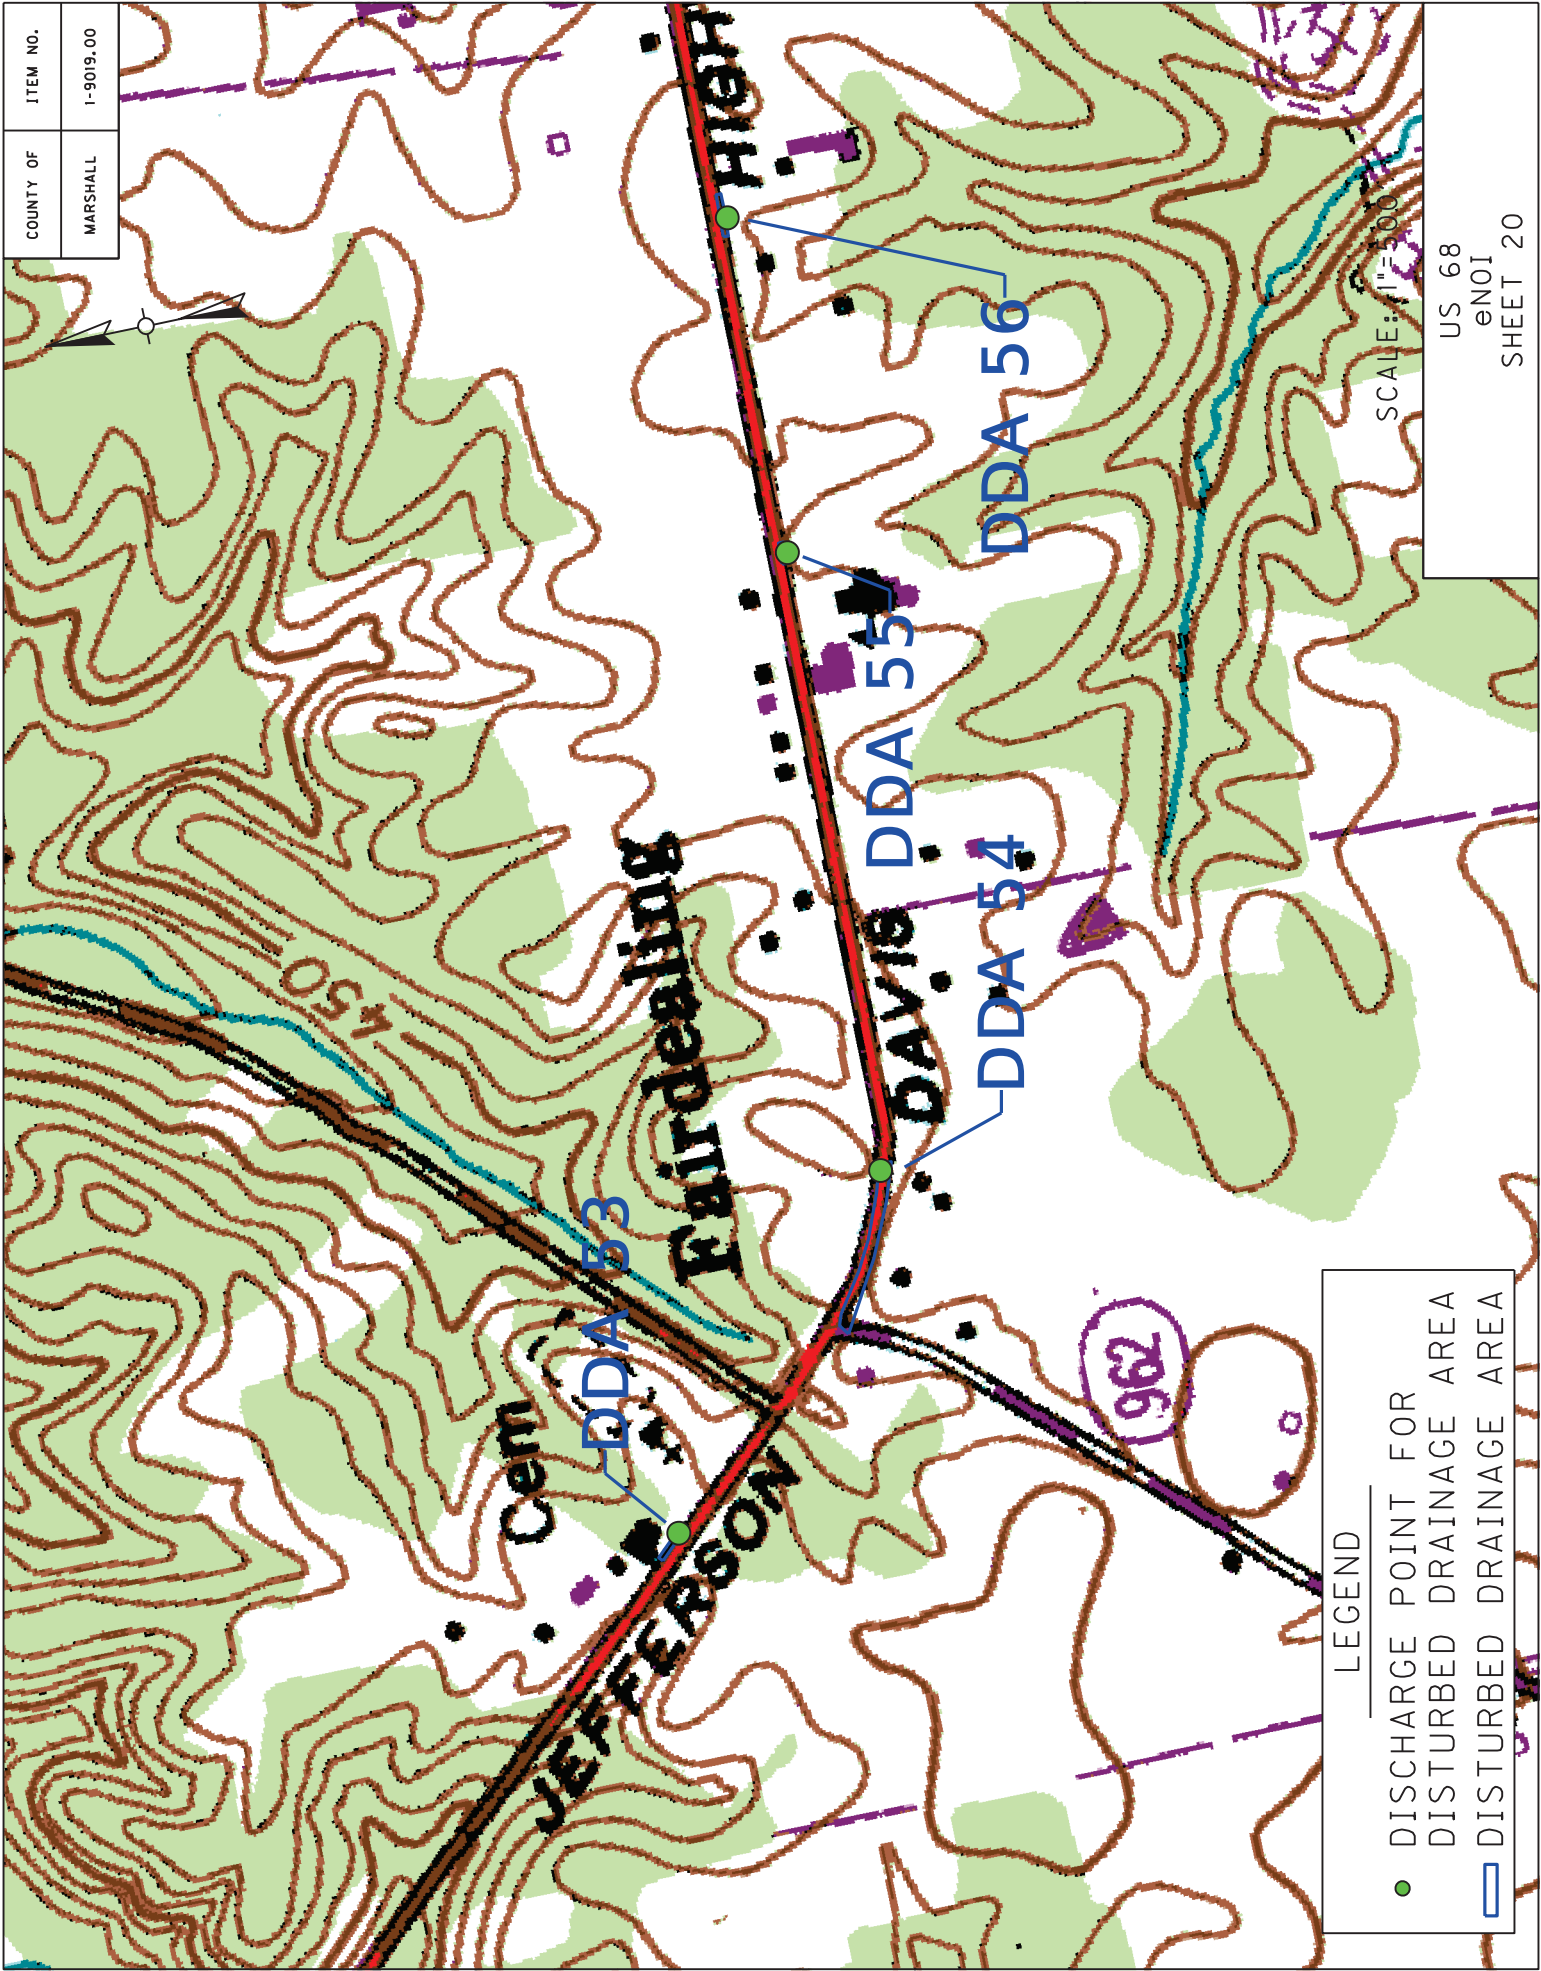 COUNTY OF
ITEM NO.
MARSHALL
1-9019.00
450
Cem
DDA 53
Fairdealing
JEFFERSON
DAVIS
HIGH
DDA 54
DDA 55
DDA 56
962
SCALE: 1"=500'
US 68
eNOI
SHEET 20
LEGEND
DISCHARGE POINT FOR
DISTURBED DRAINAGE AREA
DISTURBED DRAINAGE AREA